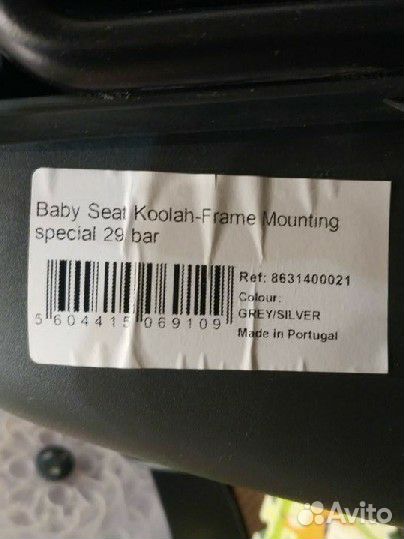 Baby Seat Koolah-Frame Mounting
special 29 bar
Ref: 8631400021
Colour:
GREY/SILVER
Made in Portugal
5 604415 069109
Avito